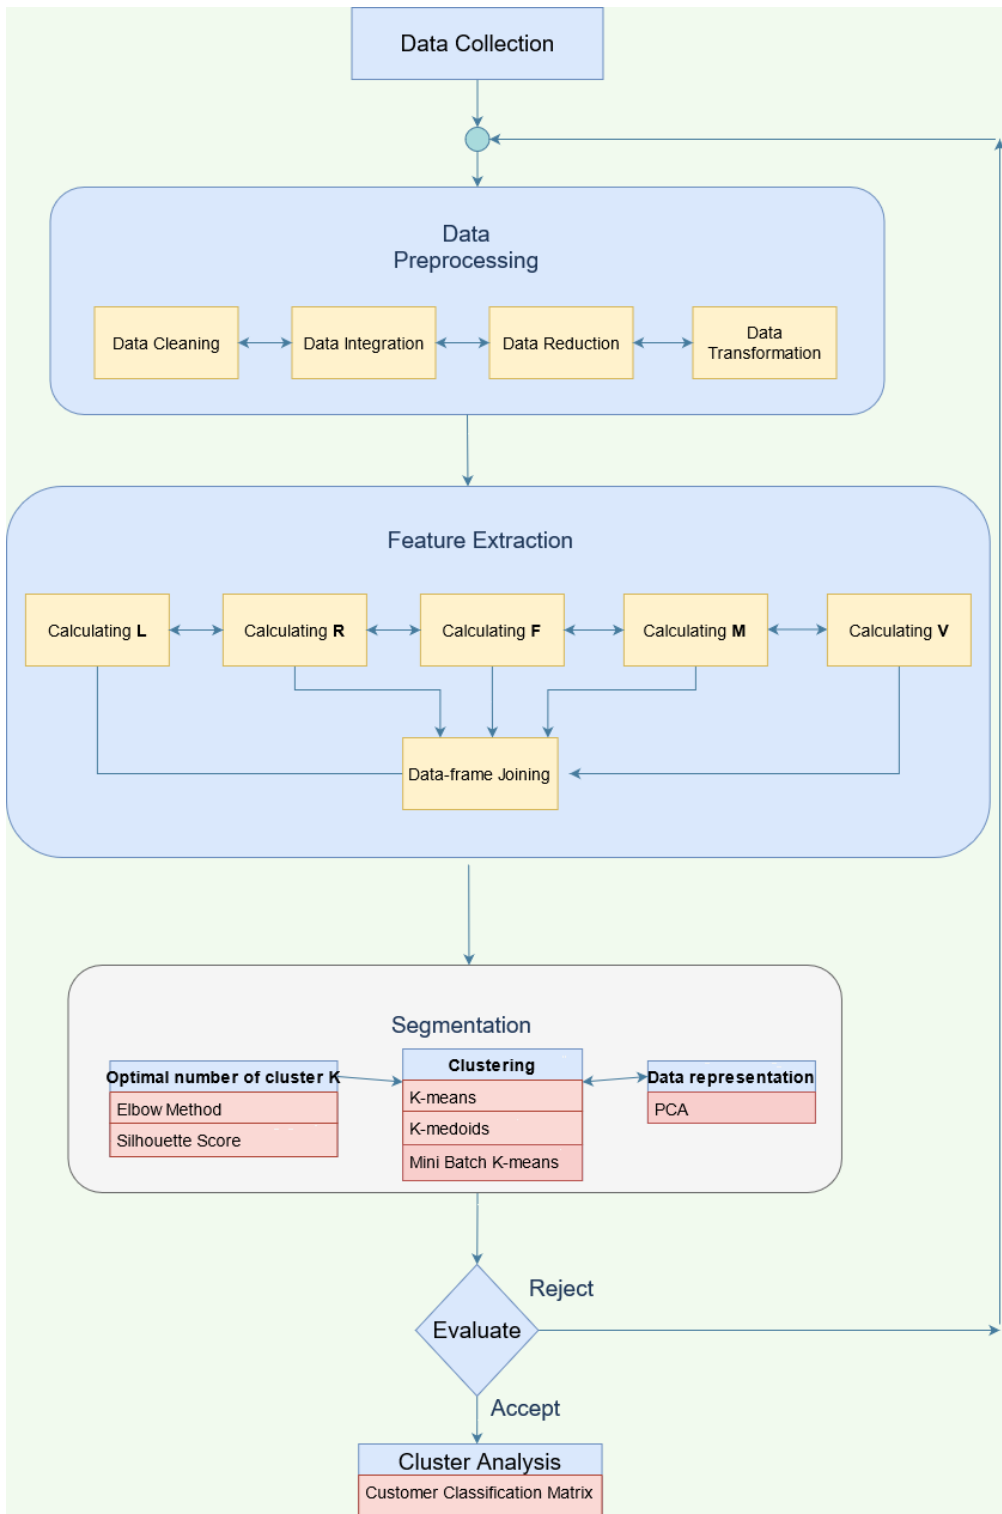 Data Collection
Data
Preprocessing
Data Cleaning
Data Integration
Data Reduction
Data
Transformation
Feature Extraction
Calculating L
Calculating R
Calculating F
Calculating M
Calculating V
Data-frame Joining
Segmentation
Optimal number of cluster K
Elbow Method
Silhouette Score
Clustering
K-means
K-medoids
Mini Batch K-means
Data representation
PCA
Reject
Evaluate
Accept
Cluster Analysis
Customer Classification Matrix